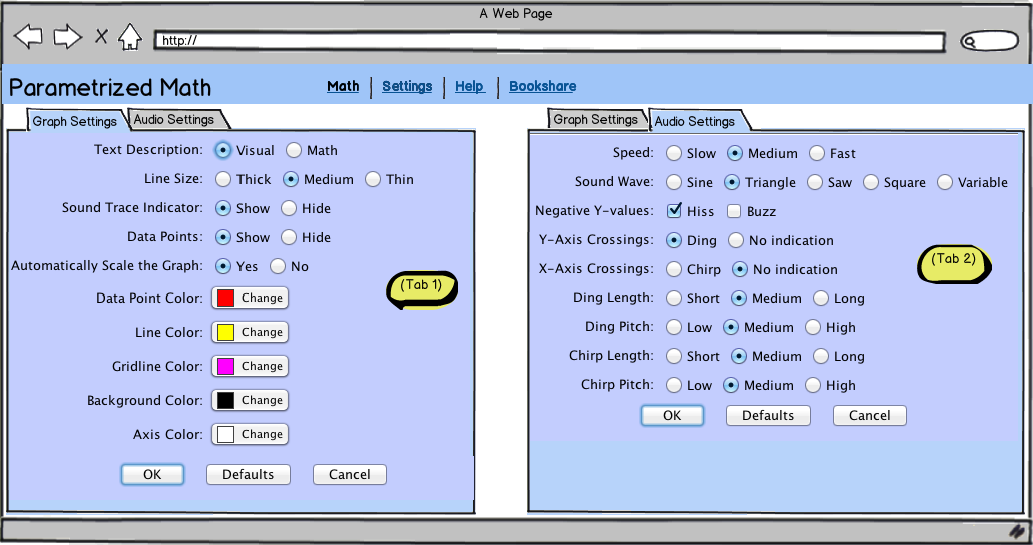 A Web Page
http://
Parametrized Math
Math Settings Help Bookshare
Graph Settings Audio Settings
Text Description: Visual Math
Line Size: Thick Medium Thin
Sound Trace Indicator: Show Hide
Data Points: Show Hide
Automatically Scale the Graph: Yes No
(Tab 1)
Data Point Color: Change
Line Color: Change
Gridline Color: Change
Background Color: Change
Axis Color: Change
OK Defaults Cancel
Graph Settings Audio Settings
Speed: Slow Medium Fast
Sound Wave: Sine Triangle Saw Square Variable
Negative Y-values: Hiss Buzz
Y-Axis Crossings: Ding No indication
(Tab 2)
X-Axis Crossings: Chirp No indication
Ding Length: Short Medium Long
Ding Pitch: Low Medium High
Chirp Length: Short Medium Long
Chirp Pitch: Low Medium High
OK Defaults Cancel